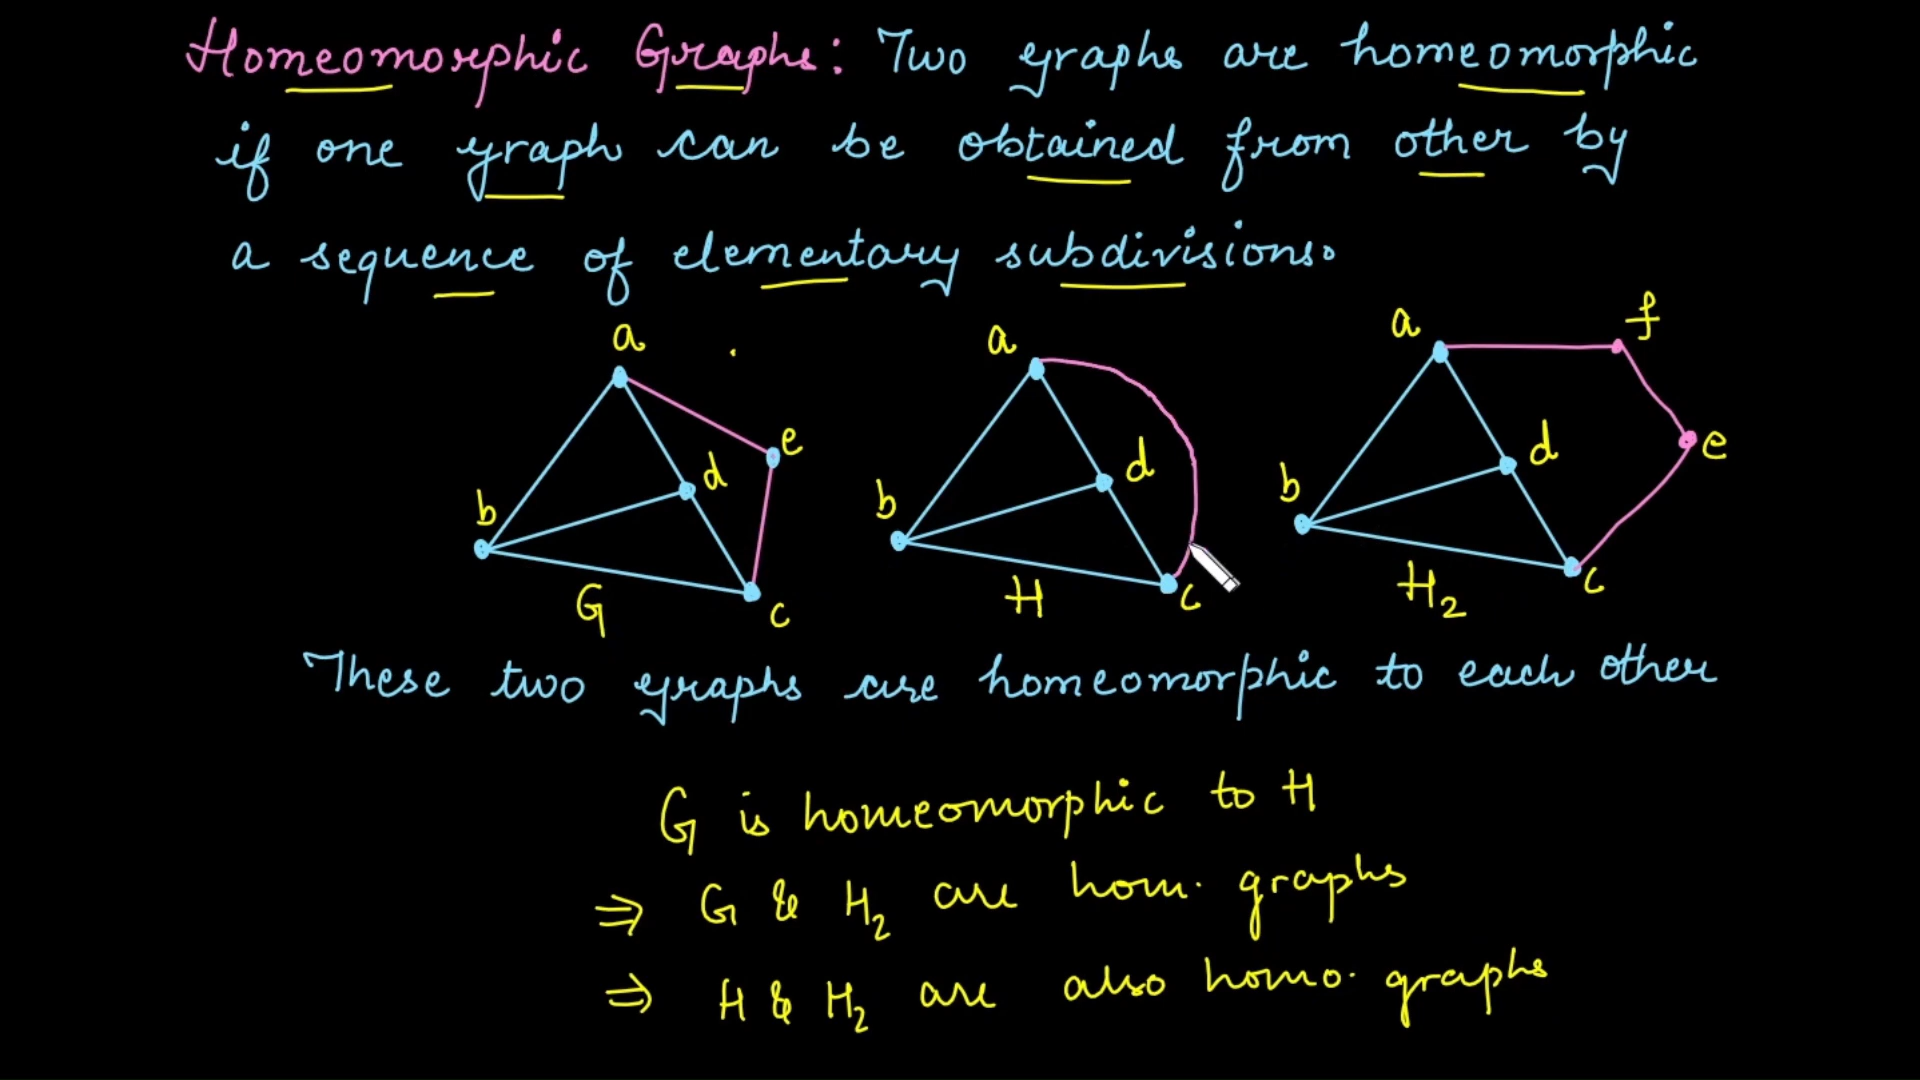 Homeomorphic Graphs: Two graphs are homeomorphic
if one graph can be obtained from other by
a sequence of elementary subdivisions.
a
e
d
b
c
G
a
d
b
c
H
a
f
e
d
b
c
H2
These two graphs are homeomorphic to each other
G is homeomorphic to H
⇒ G & H2 are hom. graphs
⇒ H & H2 are also homo. graphs